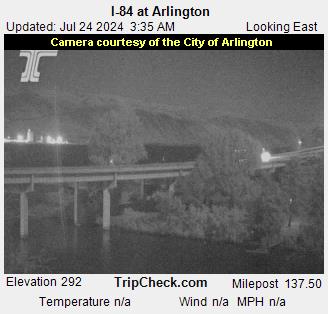 I-84 at Arlington
Updated: Jul 24 2024 3:35 AM Looking East
Camera courtesy of the City of Arlington
Elevation 292 TripCheck.com Milepost 137.50
Temperature n/a Wind n/a MPH n/a